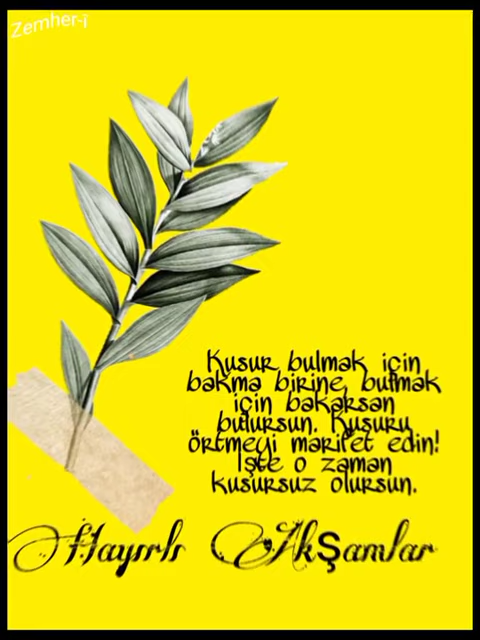 Zemher-i
Kusur bulmak için
bakma birine, bulmak
için bakarsan
bulursun. Kusuru
örtmeyi marifet edin!
İşte o zaman
kusursuz olursun.
Hayırlı Akşamlar